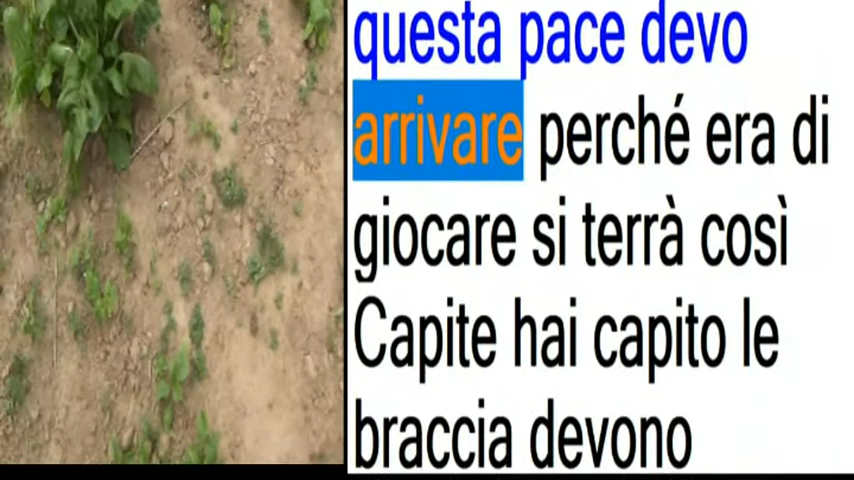 questa pace devo
arrivare perché era di
giocare si terrà così
Capite hai capito le
braccia devono